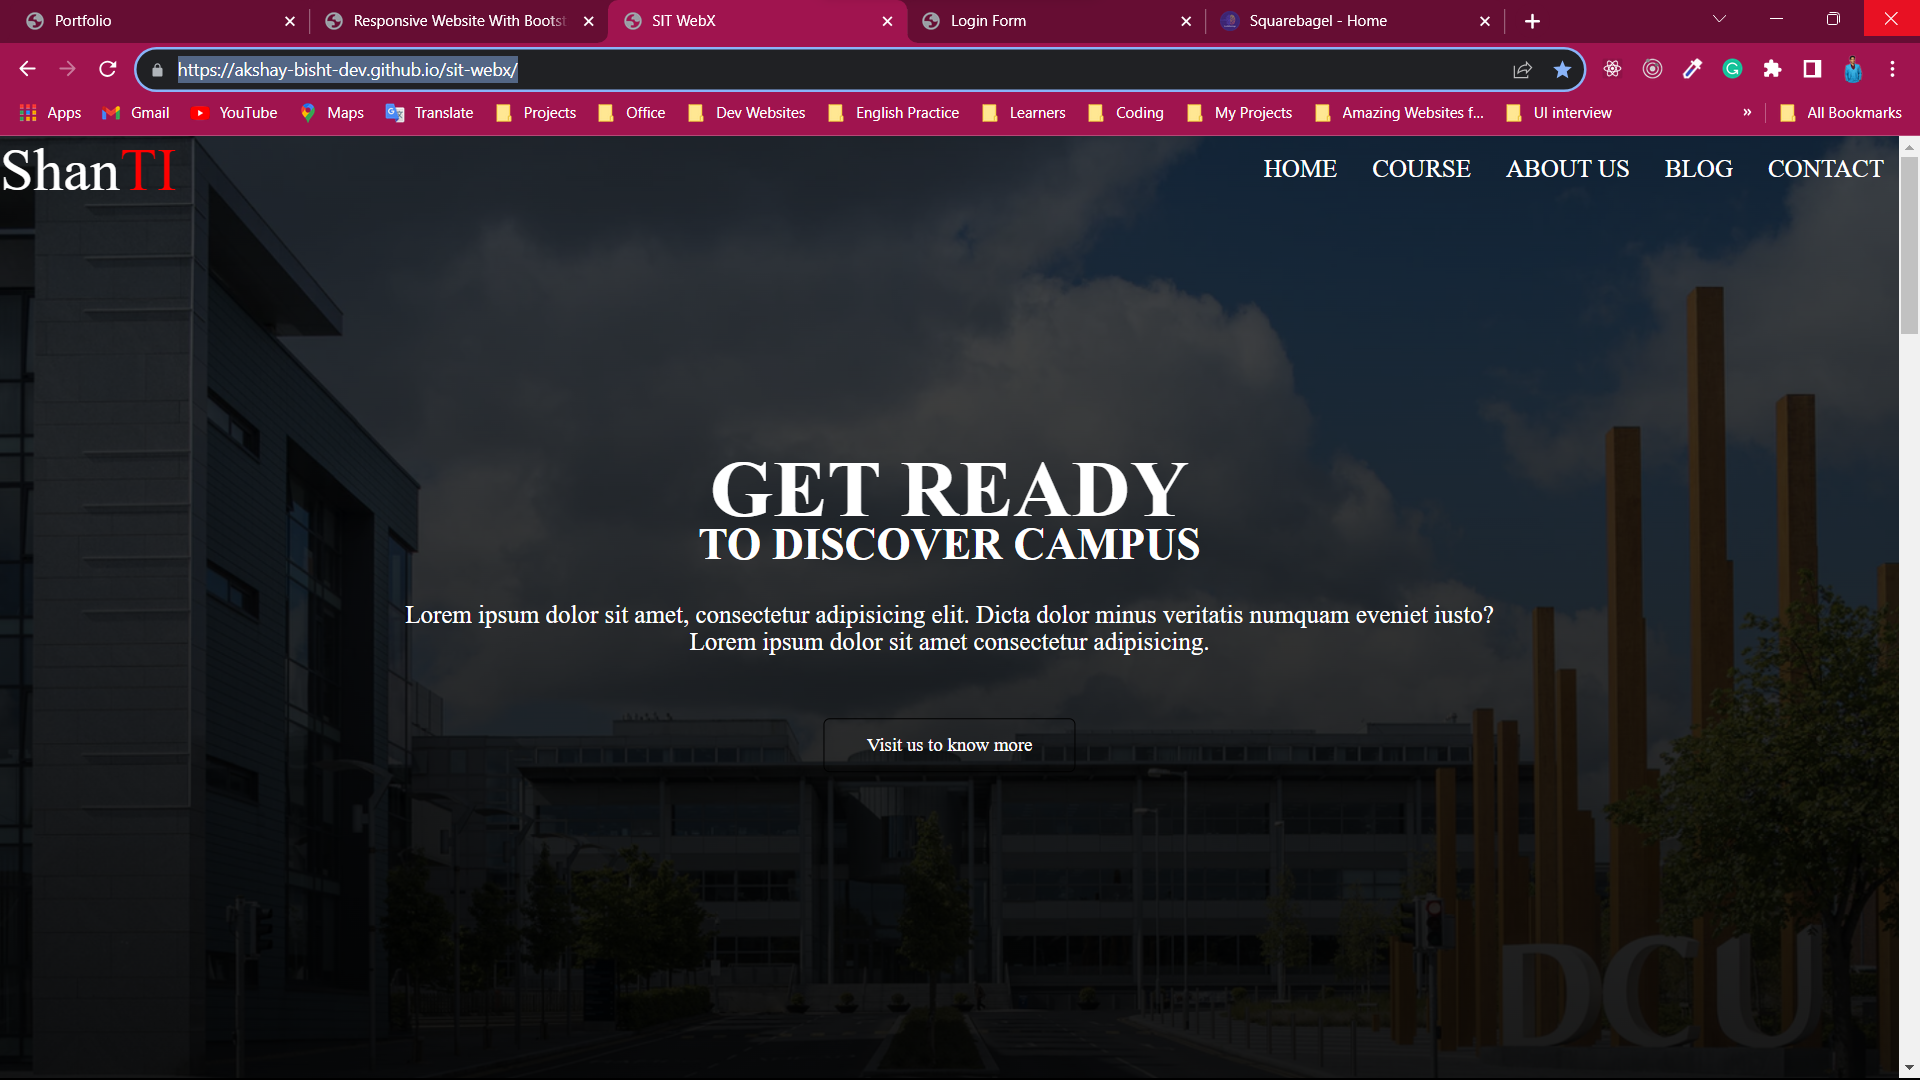 Portfolio
Responsive Website With Bootst
SIT WebX
Login Form
Squarebagel - Home
https://akshay-bisht-dev.github.io/sit-webx/
Apps
Gmail
YouTube
Maps
Translate
Projects
Office
Dev Websites
English Practice
Learners
Coding
My Projects
Amazing Websites f...
UI interview
»
All Bookmarks
ShanTI
HOME
COURSE
ABOUT US
BLOG
CONTACT
GET READY
TO DISCOVER CAMPUS
Lorem ipsum dolor sit amet, consectetur adipisicing elit. Dicta dolor minus veritatis numquam eveniet iusto?
Lorem ipsum dolor sit amet consectetur adipisicing.
Visit us to know more
DCU